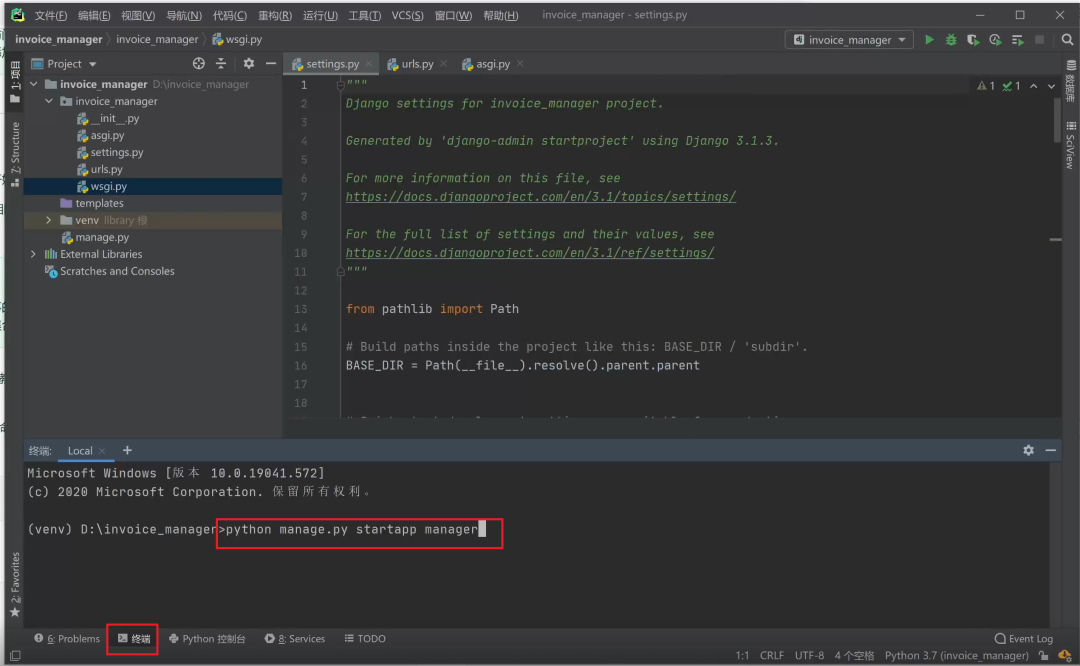 文件(F) 编辑(E) 视图(V) 导航(N) 代码(C) 重构(R) 运行(U) 工具(T) VCS(S) 窗口(W) 帮助(H) invoice_manager - settings.py
invoice_manager invoice_manager wsgi.py invoice_manager
1: 项目
7: Structure
2: Favorites
Project
invoice_manager D:\invoice_manager
invoice_manager
__init__.py
asgi.py
settings.py
urls.py
wsgi.py
templates
venv library 根
manage.py
External Libraries
Scratches and Consoles
settings.py urls.py asgi.py
1 """
2 Django settings for invoice_manager project.
3
4 Generated by 'django-admin startproject' using Django 3.1.3.
5
6 For more information on this file, see
7 https://docs.djangoproject.com/en/3.1/topics/settings/
8
9 For the full list of settings and their values, see
10 https://docs.djangoproject.com/en/3.1/ref/settings/
11 """
12
13 from pathlib import Path
14
15 # Build paths inside the project like this: BASE_DIR / 'subdir'.
16 BASE_DIR = Path(__file__).resolve().parent.parent
17
18
1 1
数据库
SciView
终端: Local
Microsoft Windows [版本 10.0.19041.572]
(c) 2020 Microsoft Corporation. 保留所有权利。
(venv) D:\invoice_manager>python manage.py startapp manager
6: Problems 终端 Python 控制台 8: Services TODO Event Log
1:1 CRLF UTF-8 4 个空格 Python 3.7 (invoice_manager)